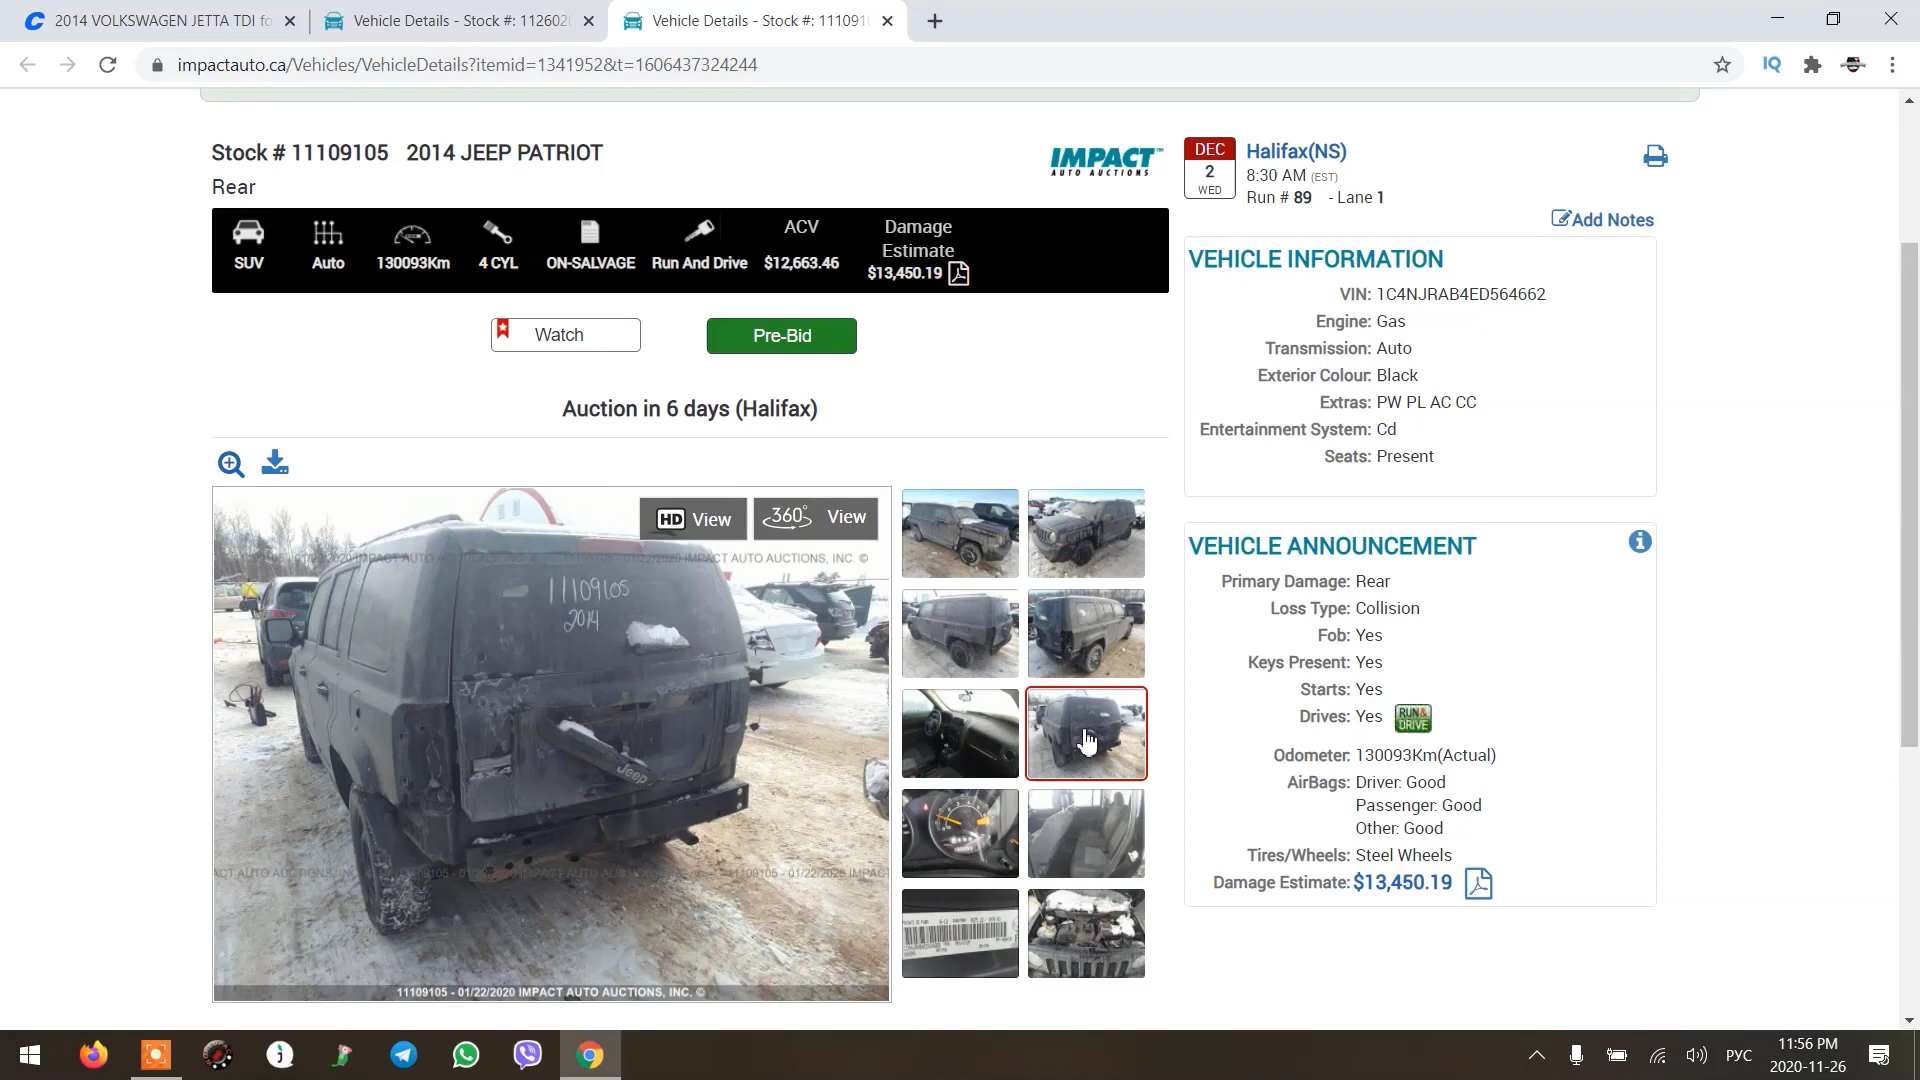 2014 VOLKSWAGEN JETTA TDI fo
Vehicle Details - Stock #: 112602
Vehicle Details - Stock #: 111091
impactauto.ca/Vehicles/VehicleDetails?itemid=1341952&t=1606437324244
IQ
Stock # 11109105 2014 JEEP PATRIOT
Rear
IMPACT™
AUTO AUCTIONS
DEC
2
WED
Halifax(NS)
8:30 AM (EST)
Run # 89 - Lane 1
Add Notes
SUV
Auto
130093Km
4 CYL
ON-SALVAGE
Run And Drive
ACV
$12,663.46
Damage
Estimate
$13,450.19
Watch
Pre-Bid
Auction in 6 days (Halifax)
HD View
360° View
11109105
2014
Jeep
4x4
11109105 - 01/22/2020 IMPACT AUTO AUCTIONS, INC. ©
VEHICLE INFORMATION
VIN: 1C4NJRAB4ED564662
Engine: Gas
Transmission: Auto
Exterior Colour: Black
Extras: PW PL AC CC
Entertainment System: Cd
Seats: Present
VEHICLE ANNOUNCEMENT
Primary Damage: Rear
Loss Type: Collision
Fob: Yes
Keys Present: Yes
Starts: Yes
Drives: Yes RUN& DRIVE
Odometer: 130093Km(Actual)
AirBags: Driver: Good
Passenger: Good
Other: Good
Tires/Wheels: Steel Wheels
Damage Estimate: $13,450.19
РУС
11:56 PM
2020-11-26